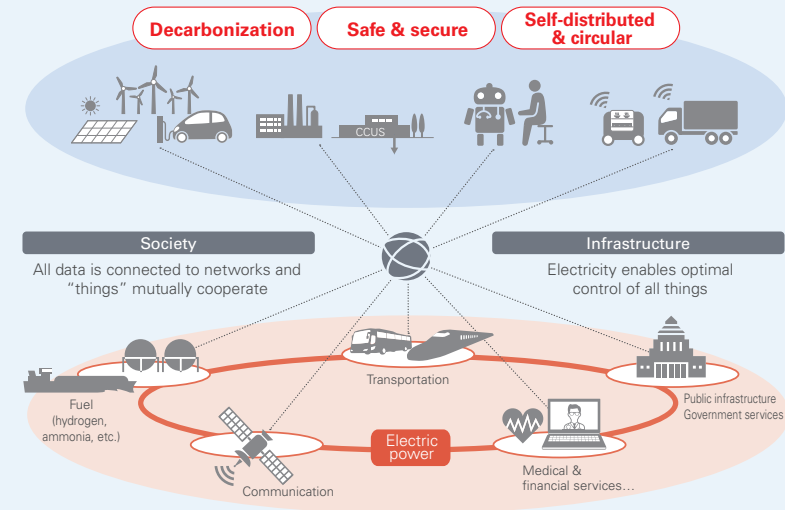 Decarbonization
Safe & secure
Self-distributed
& circular
CCUS
Society
All data is connected to networks and
“things” mutually cooperate
Infrastructure
Electricity enables optimal
control of all things
Transportation
Fuel
(hydrogen,
ammonia, etc.)
Public infrastructure
Government services
Electric
power
Communication
Medical &
financial services…